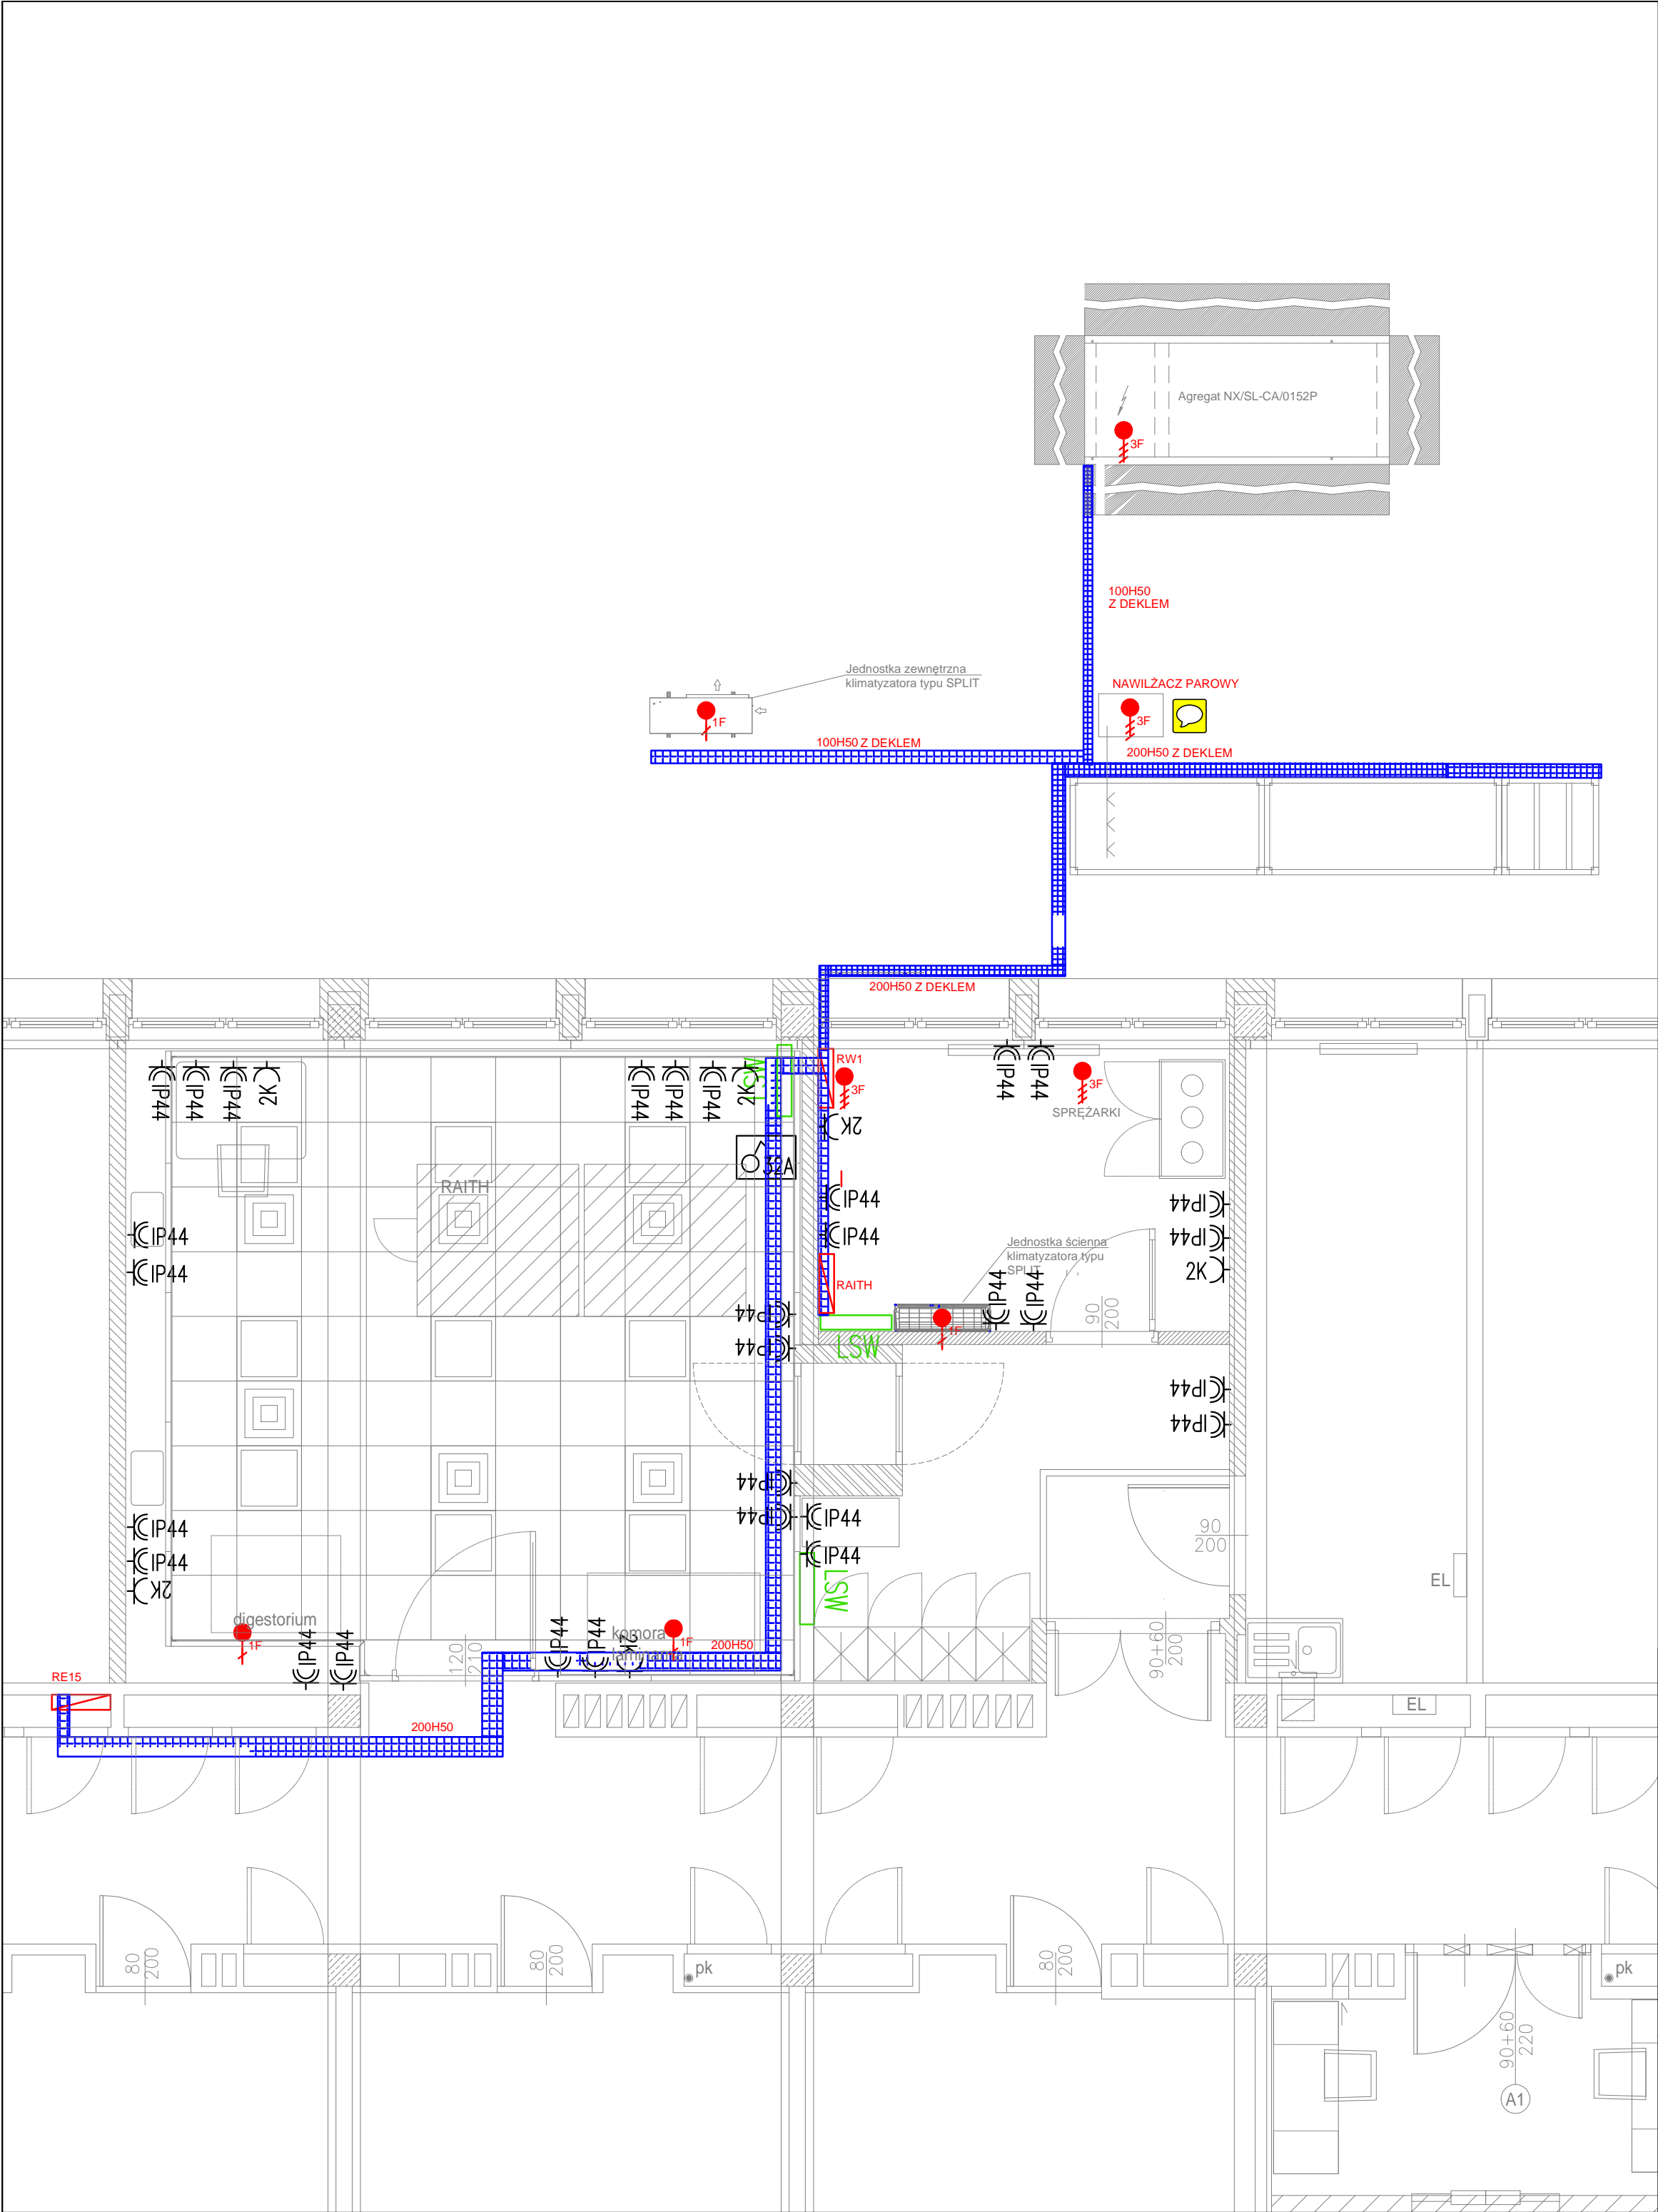 Agregat NX/SL-CA/0152P
3F
100H50
Z DEKLEM
Jednostka zewnętrzna
klimatyzatora typu SPLIT
1F
NAWILŻACZ PAROWY
3F
100H50 Z DEKLEM
200H50 Z DEKLEM
200H50 Z DEKLEM
IP44
IP44
IP44
2K
IP44
IP44
IP44
2K
LSW
RW1
3F
2K
IP44
IP44
3F
SPRĘŻARKI
32A
RAITH
IP44
IP44
IP44
IP44
IP44
IP44
2K
Jednostka ścienna
klimatyzatora typu
SPLIT
RAITH
IP44
IP44
90
200
1F
LSW
IP44
IP44
IP44
IP44
IP44
IP44
IP44
IP44
LSW
IP44
IP44
2K
90
200
EL
digestorium
1F
IP44
IP44
120
210
IP44
IP44
2K
komora
laminarna
1F
200H50
90+60
200
RE15
200H50
EL
80
200
80
200
pk
80
200
pk
90+60
220
A1